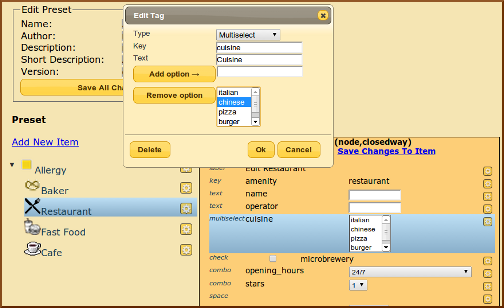 Edit Preset
Name:
Author:
Description:
Short Description:
Version:
Save All Cha
Preset
Add New Item
Allergy
Baker
Restaurant
Fast Food
Cafe
Edit Tag
Type Multiselect
Key cuisine
Text Cuisine
Add option →
Remove option
italian
chinese
pizza
burger
Delete Ok Cancel
(node,closedway)
Save Changes To Item
label Edit Restaurant
key amenity restaurant
text name
text operator
multiselect cuisine
italian
chinese
pizza
burger
check microbrewery
combo opening_hours 24/7
combo stars 1
space